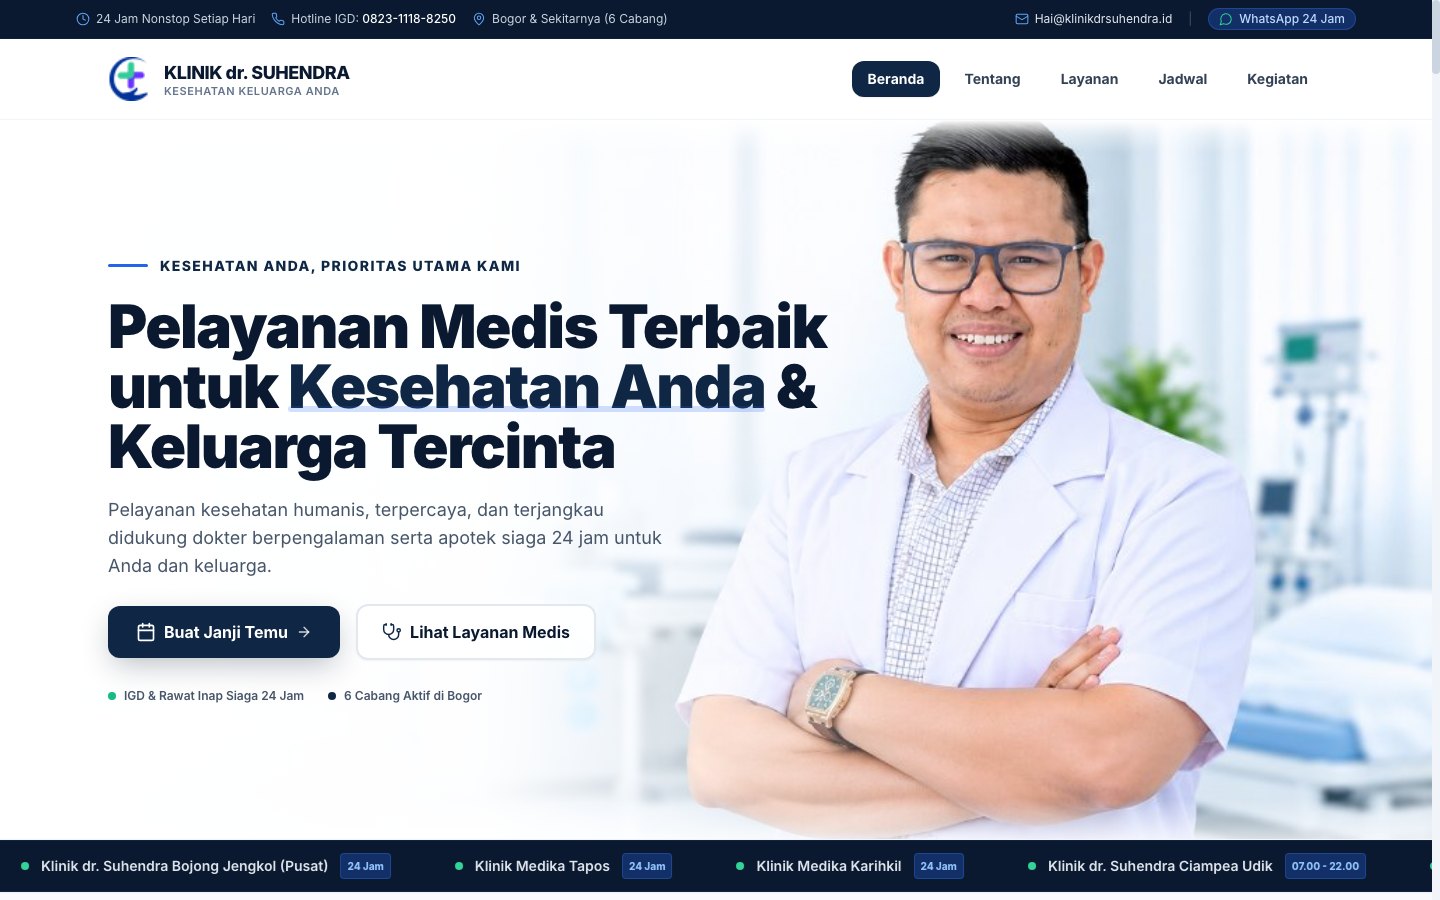 24 Jam Nonstop Setiap Hari
Hotline IGD: 0823-1118-8250
Bogor & Sekitarnya (6 Cabang)
Hai@klinikdrsuhendra.id
WhatsApp 24 Jam
KLINIK dr. SUHENDRA
KESEHATAN KELUARGA ANDA
Beranda
Tentang
Layanan
Jadwal
Kegiatan
KESEHATAN ANDA, PRIORITAS UTAMA KAMI
Pelayanan Medis Terbaik
untuk Kesehatan Anda &
Keluarga Tercinta
Pelayanan kesehatan humanis, terpercaya, dan terjangkau
didukung dokter berpengalaman serta apotek siaga 24 jam untuk
Anda dan keluarga.
Buat Janji Temu
Lihat Layanan Medis
IGD & Rawat Inap Siaga 24 Jam
6 Cabang Aktif di Bogor
Klinik dr. Suhendra Bojong Jengkol (Pusat)
24 Jam
Klinik Medika Tapos
24 Jam
Klinik Medika Karihkil
24 Jam
Klinik dr. Suhendra Ciampea Udik
07.00 - 22.00